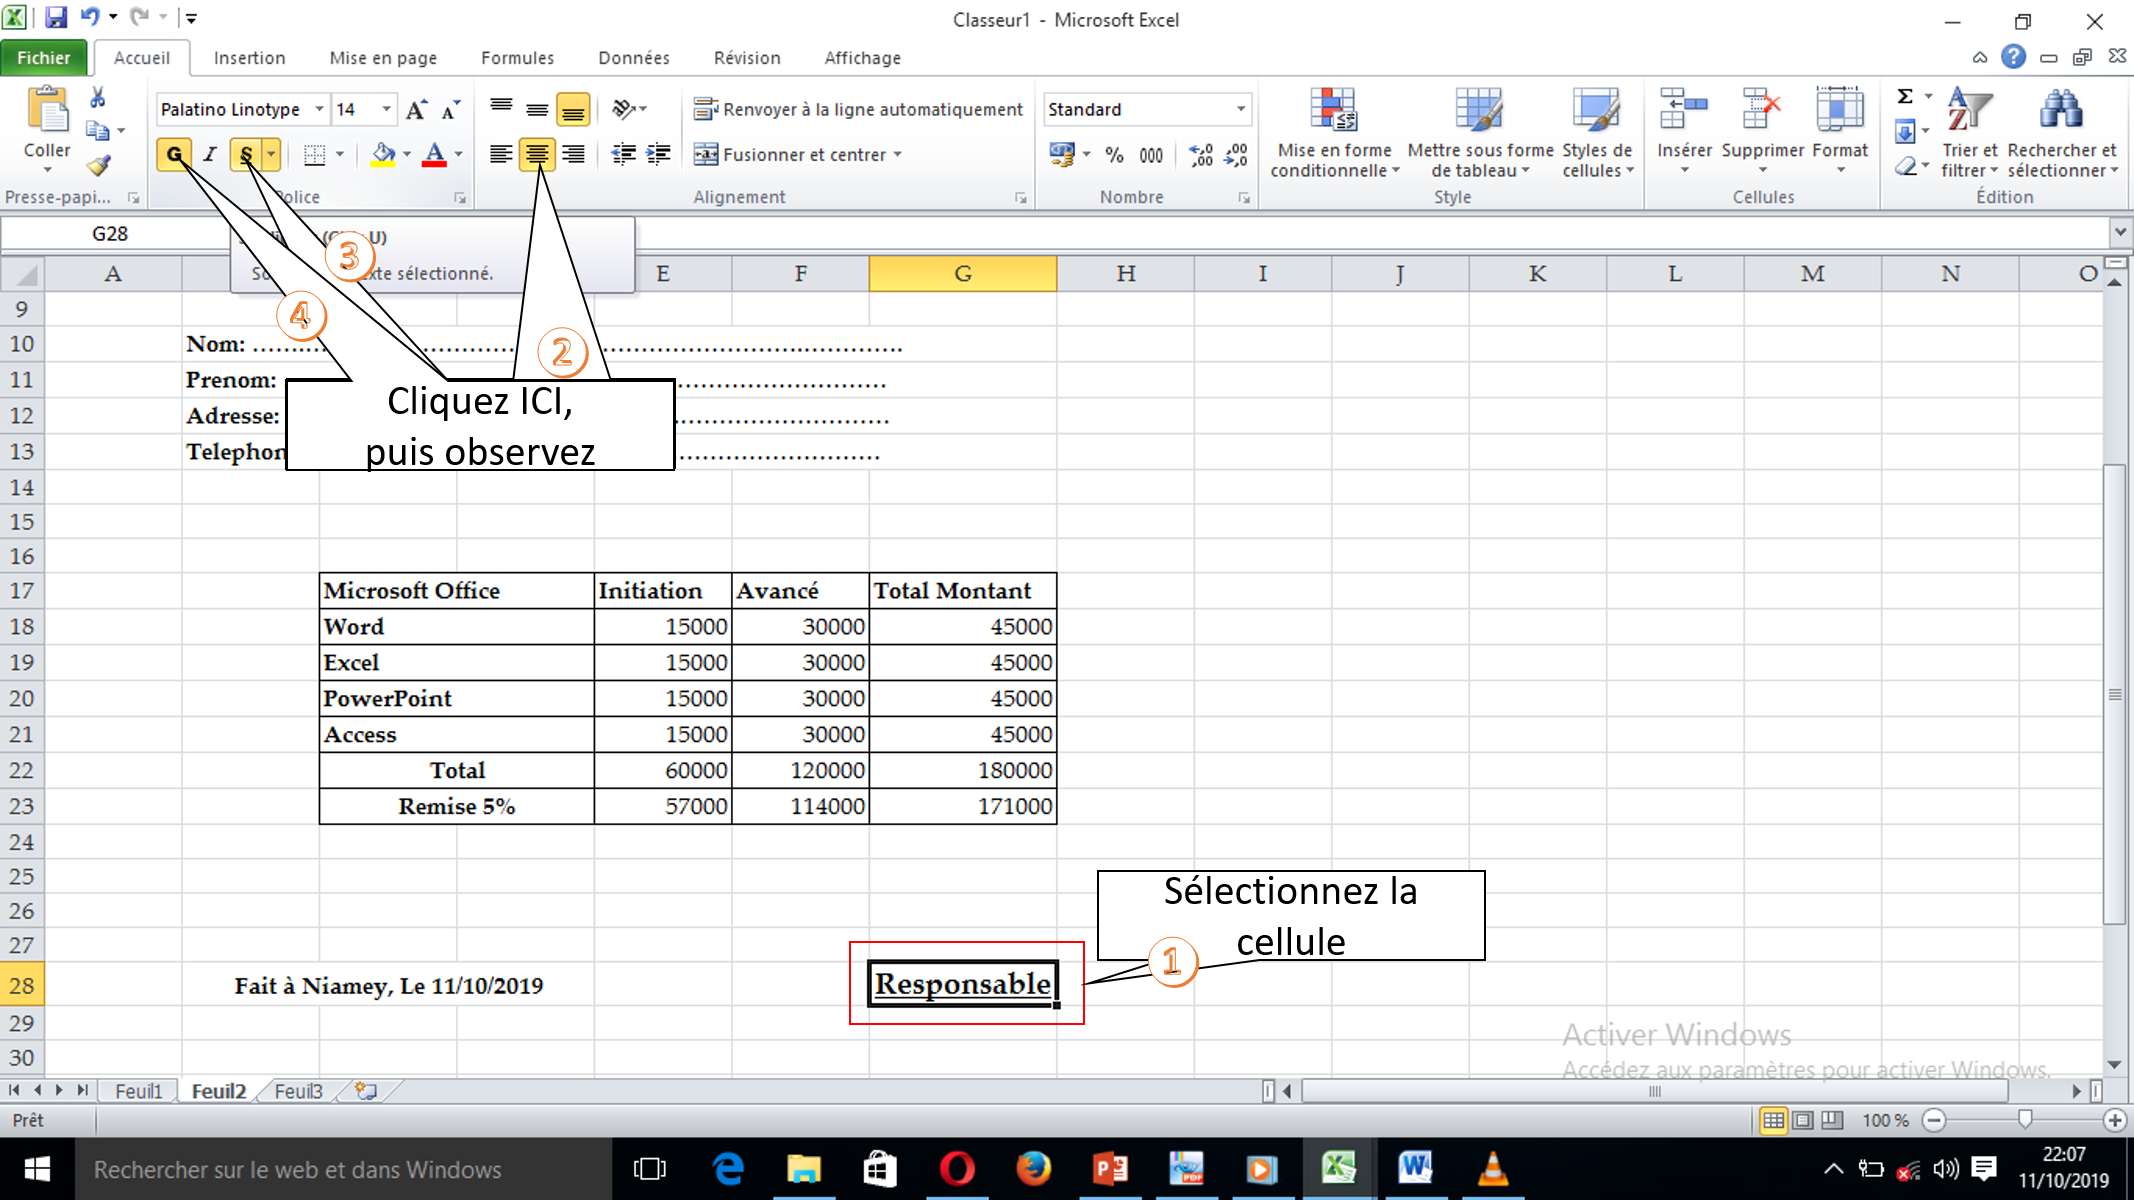 Classeur1 - Microsoft Excel
Fichier Accueil Insertion Mise en page Formules Données Révision Affichage
Palatino Linotype 14 A A Renvoyer à la ligne automatiquement Standard Σ
Coller G I S A Fusionner et centrer % 000 Mise en forme conditionnelle Mettre sous forme de tableau Styles de cellules Insérer Supprimer Format Trier et filtrer Rechercher et sélectionner
Presse-papi... Police Alignement Nombre Style Cellules Édition
G28
U)
xte sélectionné.
A E F G H I J K L M N O
9
10 Nom:
11 Prenom:
12 Adresse:
13
14
15
16
3
4
2
Cliquez ICI,
puis observez
17 Microsoft Office Initiation Avancé Total Montant
18 Word 15000 30000 45000
19 Excel 15000 30000 45000
20 PowerPoint 15000 30000 45000
21 Access 15000 30000 45000
22 Total 60000 120000 180000
23 Remise 5% 57000 114000 171000
24
25
26
27
Sélectionnez la
cellule
1
28 Fait à Niamey, Le 11/10/2019 Responsable
29
30
Activer Windows
Accédez aux paramètres pour activer Windows.
Feuil1 Feuil2 Feuil3
Prêt 100 %
Rechercher sur le web et dans Windows
22:07
11/10/2019